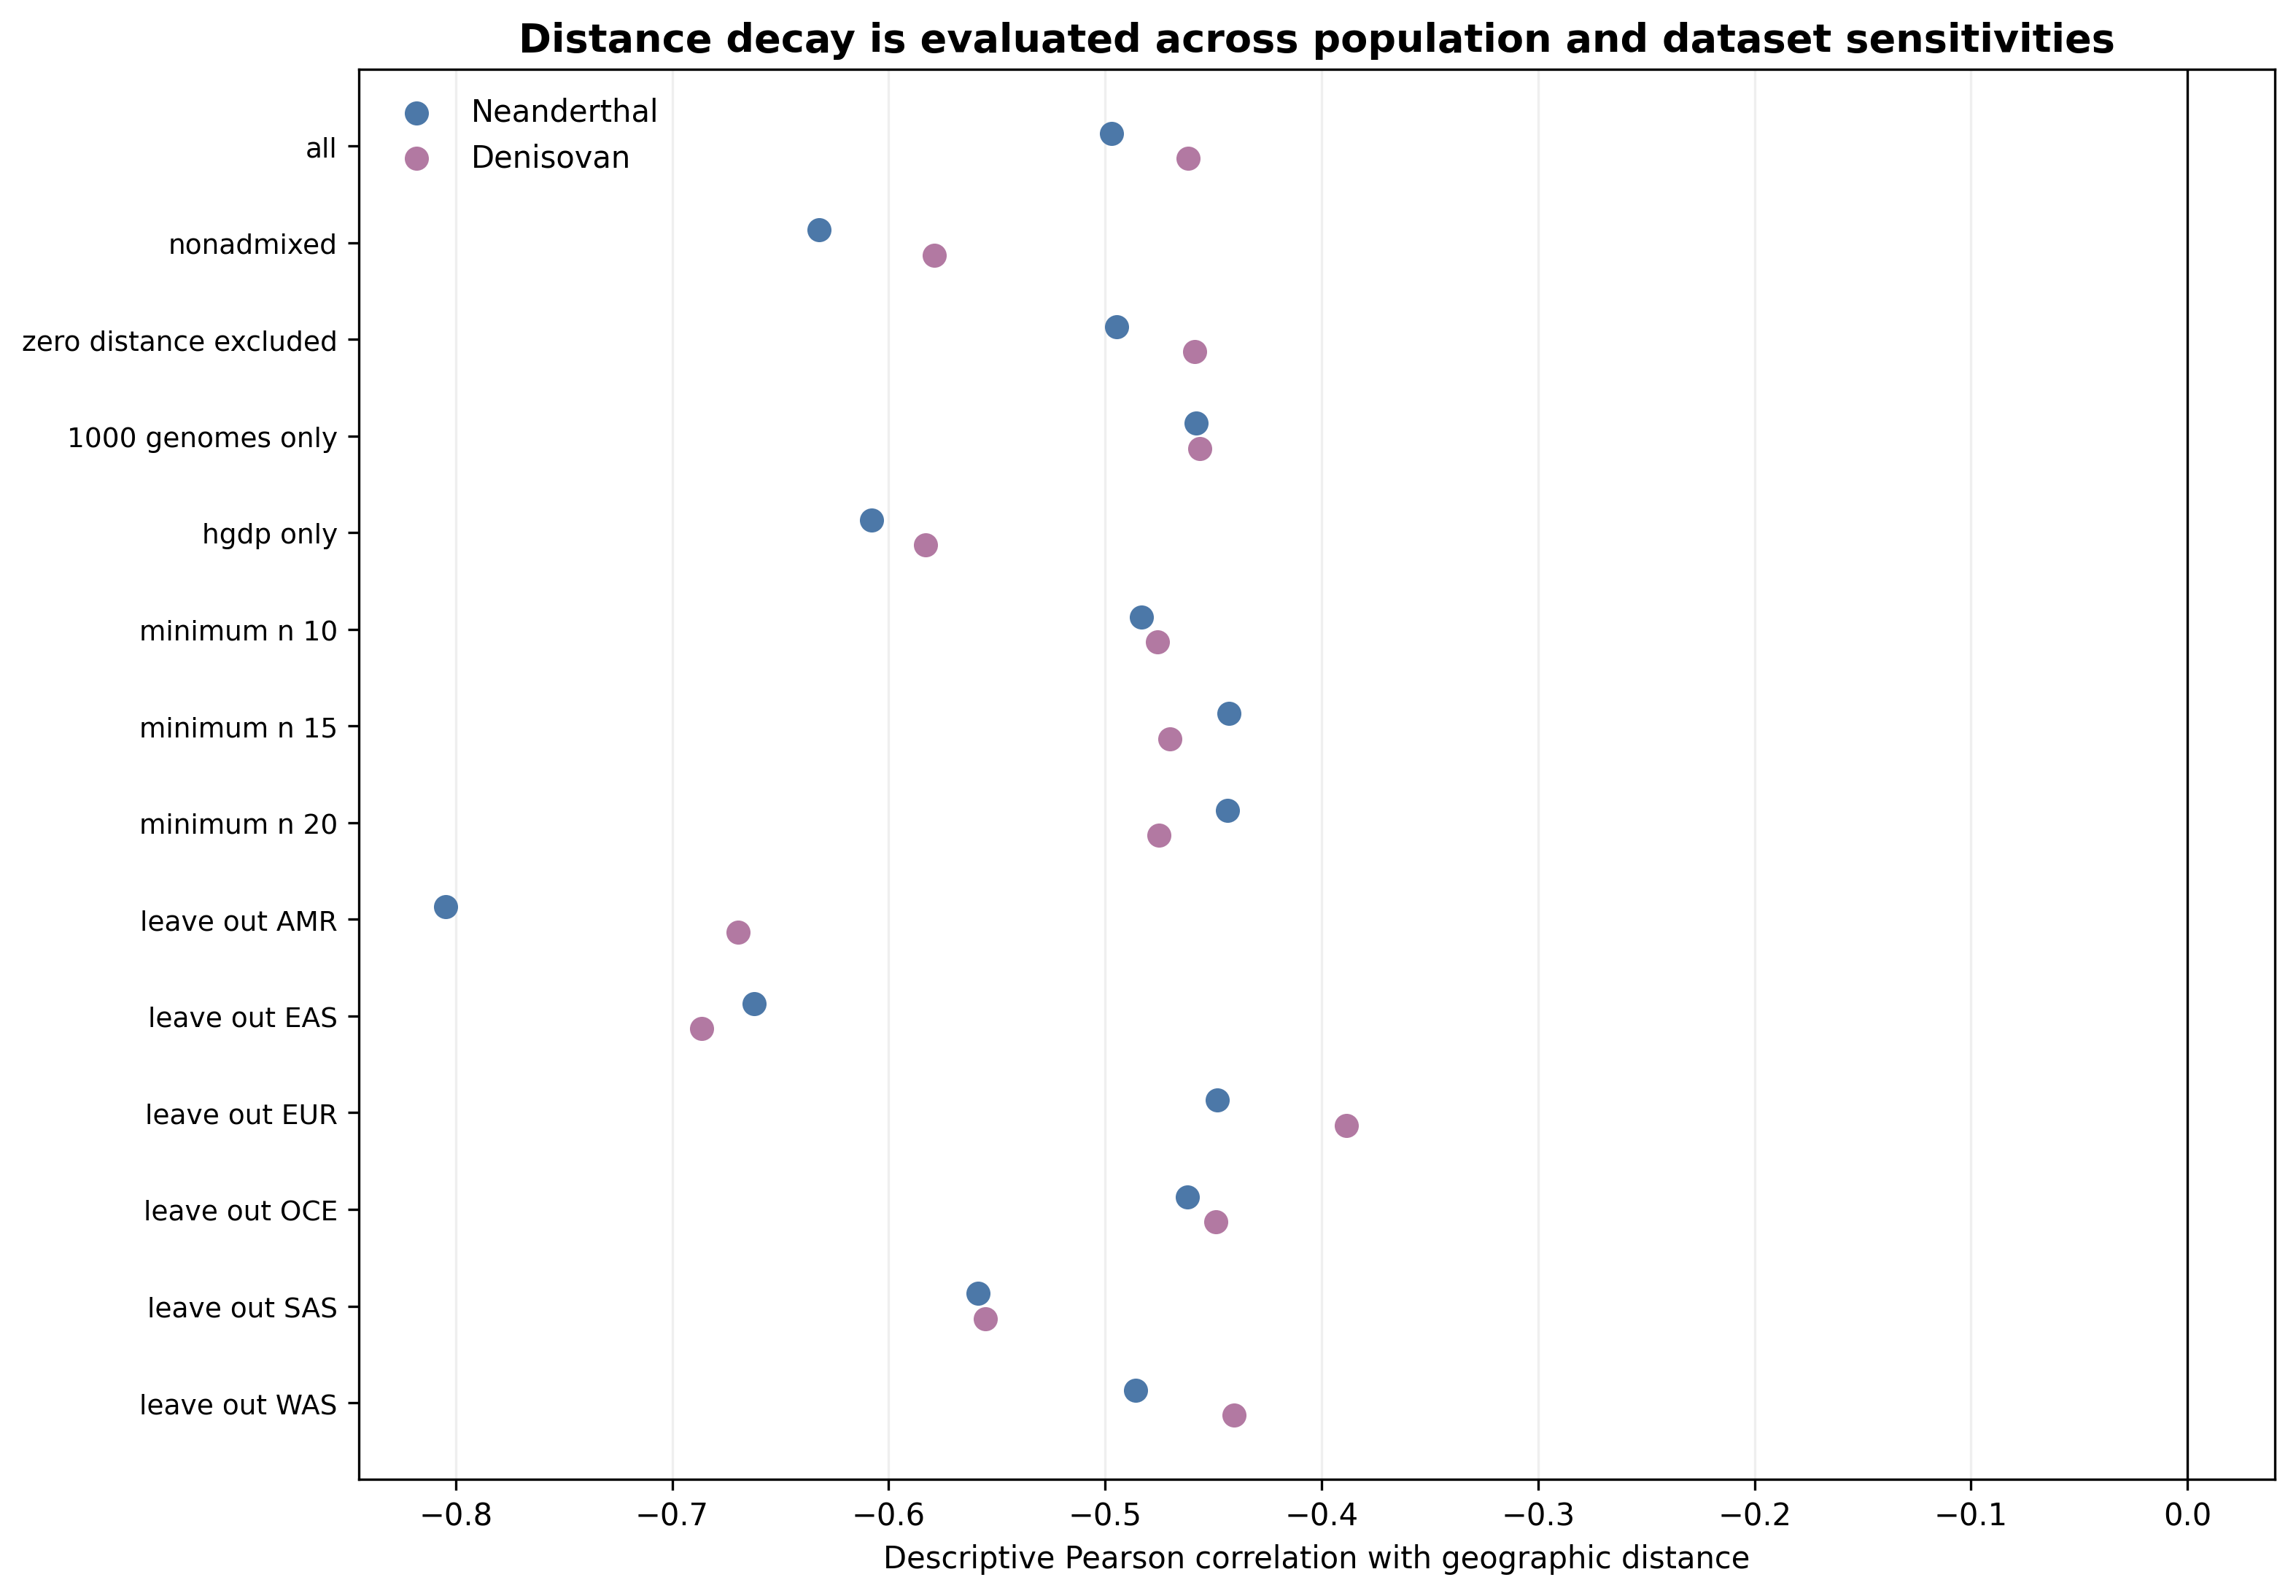 Distance decay is evaluated across population and dataset sensitivities
Neanderthal
Denisovan
all
nonadmixed
zero distance excluded
1000 genomes only
hgdp only
minimum n 10
minimum n 15
minimum n 20
leave out AMR
leave out EAS
leave out EUR
leave out OCE
leave out SAS
leave out WAS
−0.8 −0.7 −0.6 −0.5 −0.4 −0.3 −0.2 −0.1 0.0
Descriptive Pearson correlation with geographic distance